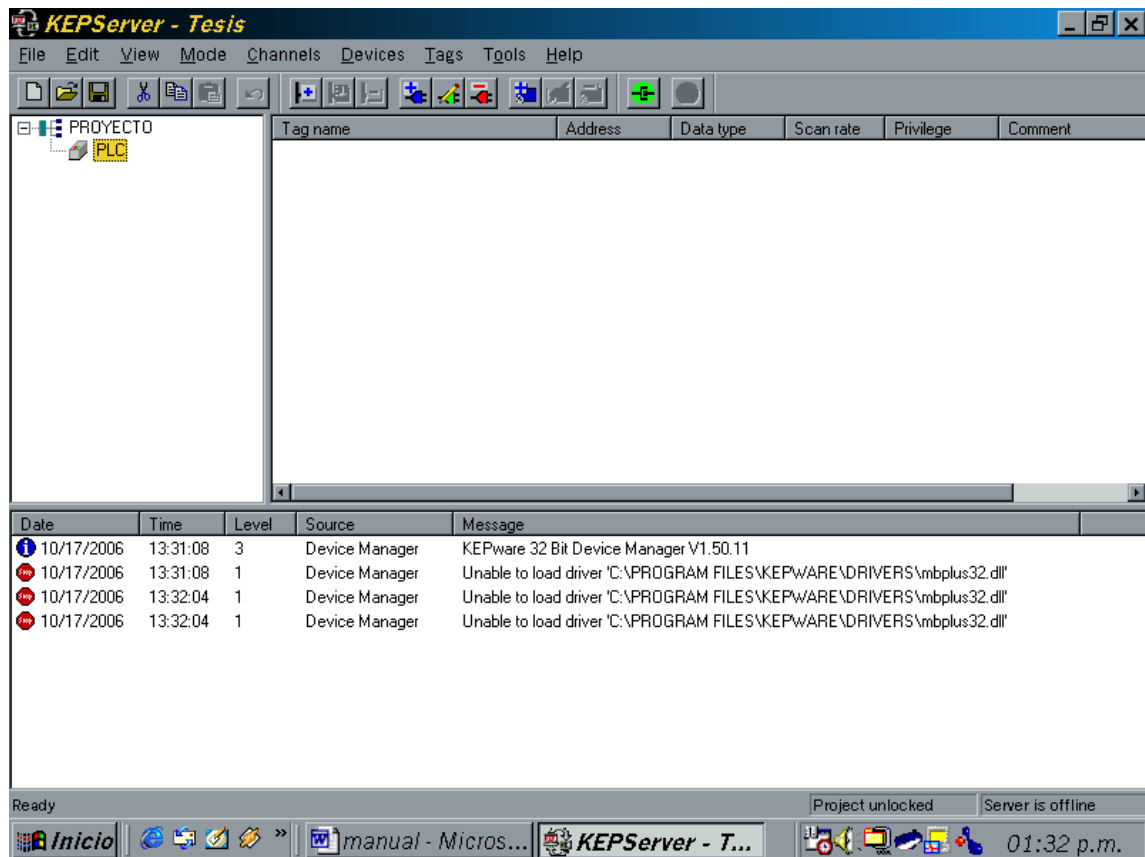 KEPServer - Tesis
File Edit View Mode Channels Devices Tags Tools Help
PROYECTO
PLC
Tag name Address Data type Scan rate Privilege Comment
Date Time Level Source Message
10/17/2006 13:31:08 3 Device Manager KEPware 32 Bit Device Manager V1.50.11
10/17/2006 13:31:08 1 Device Manager Unable to load driver 'C:\PROGRAM FILES\KEPWARE\DRIVERS\mbplus32.dll'
10/17/2006 13:32:04 1 Device Manager Unable to load driver 'C:\PROGRAM FILES\KEPWARE\DRIVERS\mbplus32.dll'
10/17/2006 13:32:04 1 Device Manager Unable to load driver 'C:\PROGRAM FILES\KEPWARE\DRIVERS\mbplus32.dll'
Ready Project unlocked Server is offline
Inicio » manual - Micros... KEPServer - T... 01:32 p.m.